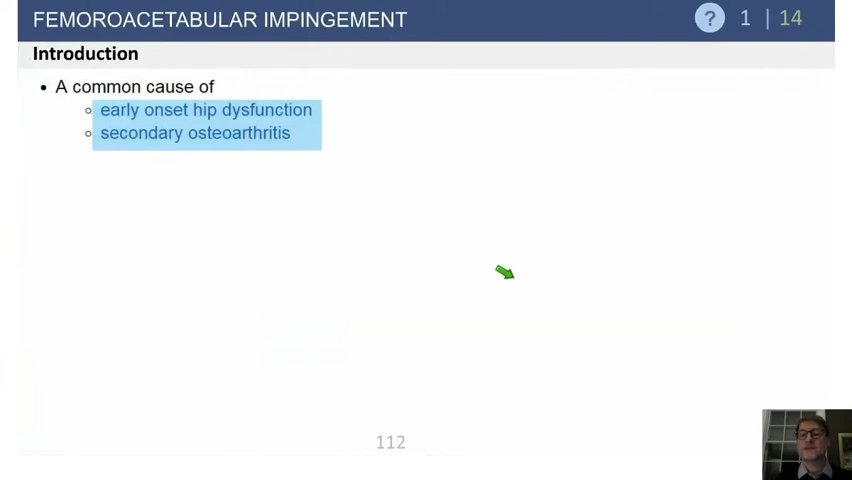 FEMOROACETABULAR IMPINGEMENT ? 1 | 14
Introduction
• A common cause of
○ early onset hip dysfunction
○ secondary osteoarthritis
112